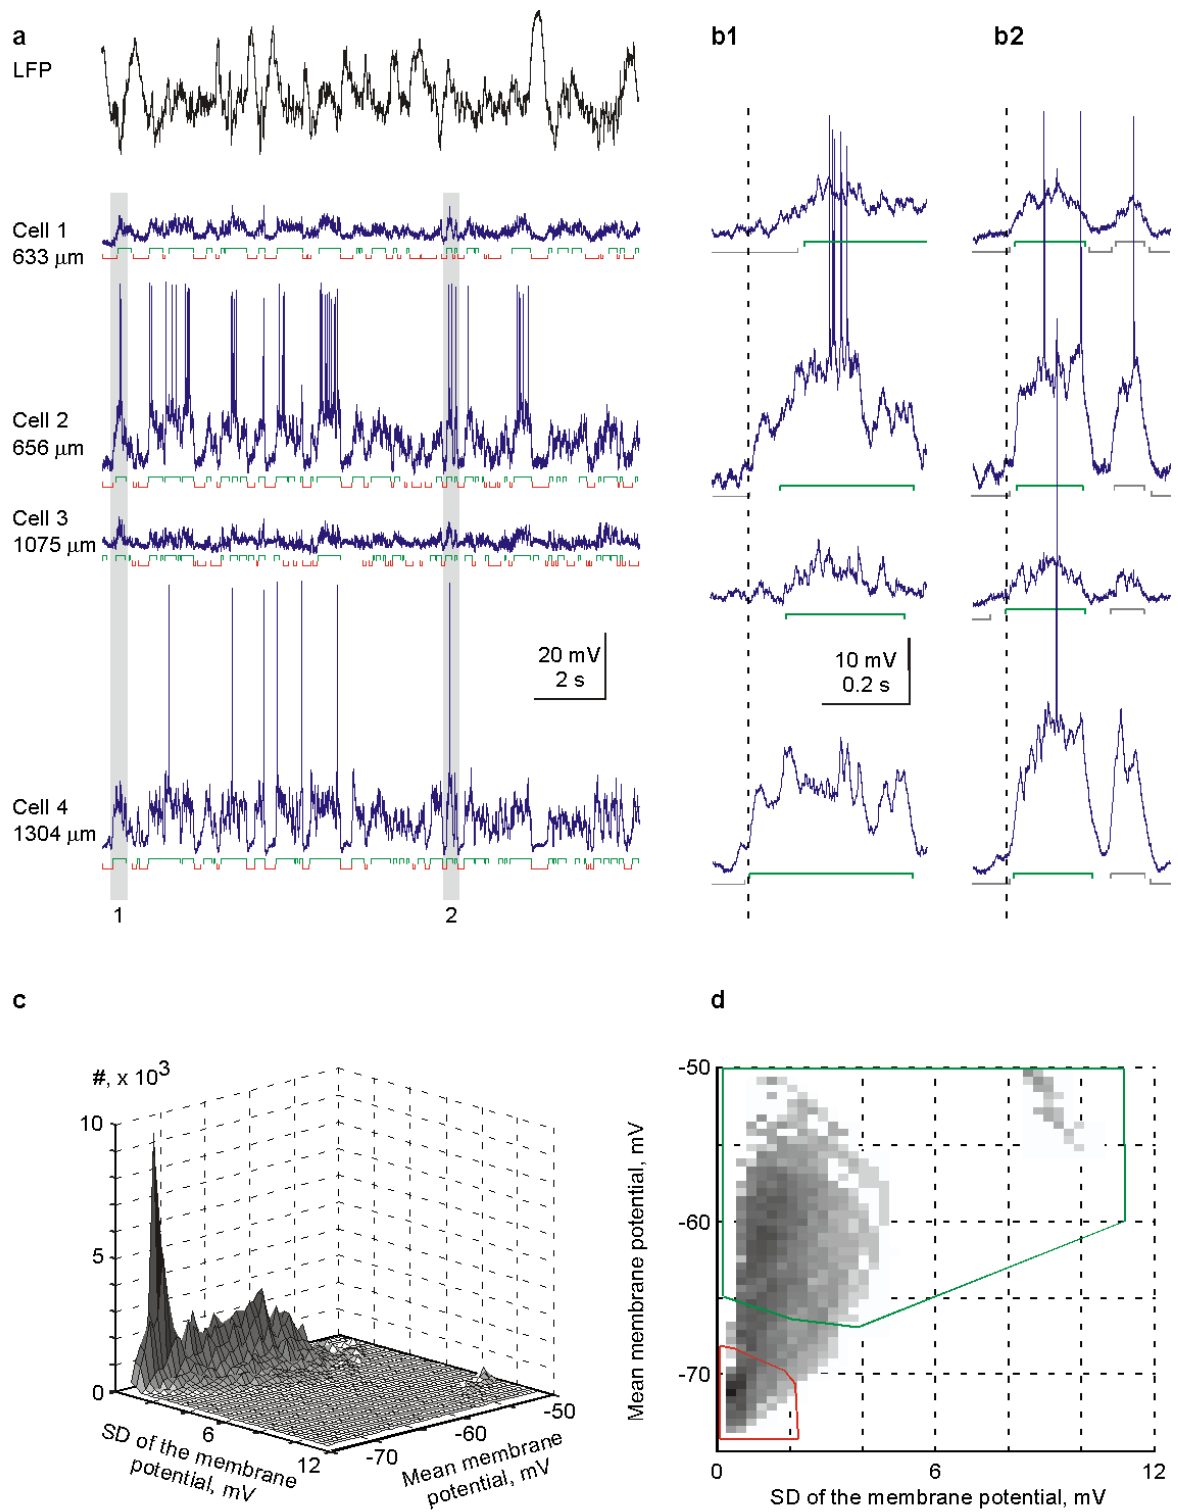 a
b1
b2
LFP
Cell 1
633 µm
Cell 2
656 µm
Cell 3
1075 µm
20 mV
2 s
10 mV
0.2 s
Cell 4
1304 µm
1
2
c
d
#, x 10³
10
5
0
6
12
SD of the membrane
potential, mV
-70
-60
-50
Mean membrane
potential, mV
-50
-60
-70
Mean membrane potential, mV
0
6
12
SD of the membrane potential, mV